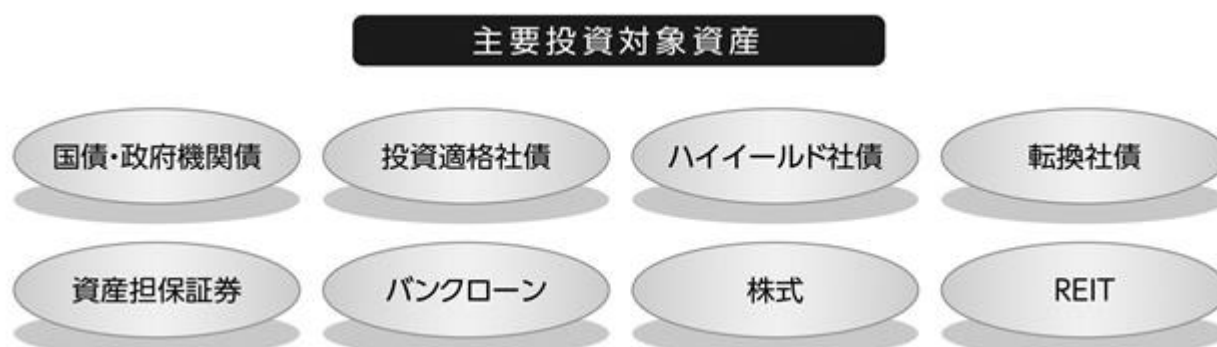 主要投資対象資産
国債・政府機関債
投資適格社債
ハイイールド社債
転換社債
資産担保証券
バンクローン
株式
REIT